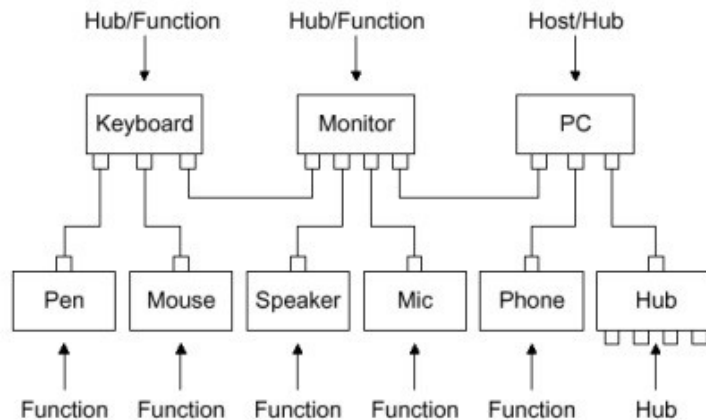 Hub/Function Hub/Function Host/Hub
Keyboard Monitor PC
Pen Mouse Speaker Mic Phone Hub
Function Function Function Function Function Hub